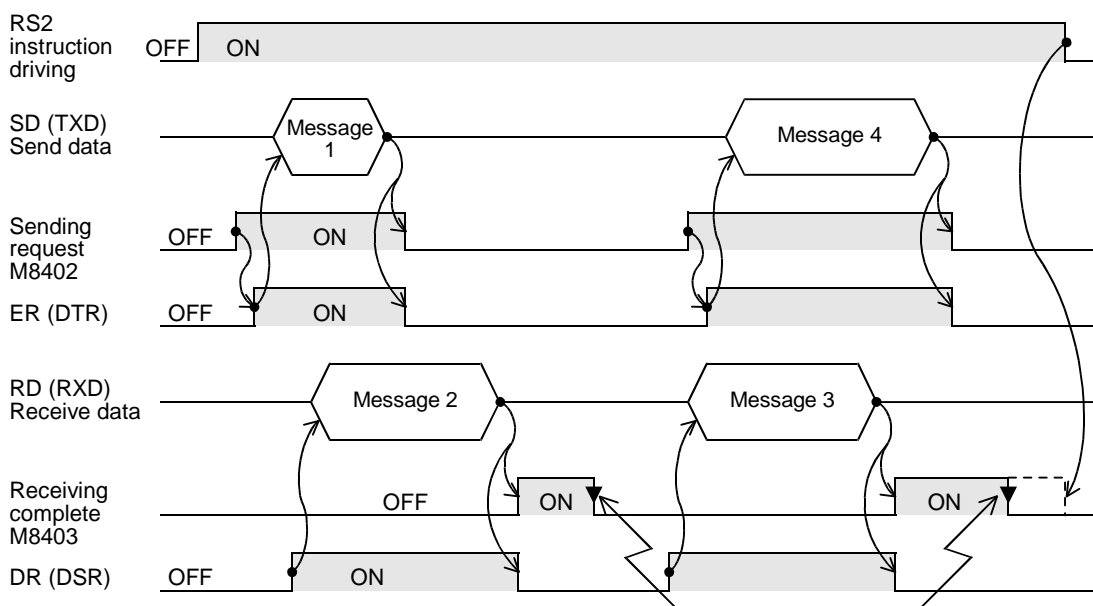 RS2
instruction
driving
OFF
ON
SD (TXD)
Send data
Message
1
Message 4
Sending
request
M8402
OFF
ON
ER (DTR)
OFF
ON
RD (RXD)
Receive data
Message 2
Message 3
Receiving
complete
M8403
OFF
ON
ON
DR (DSR)
OFF
ON